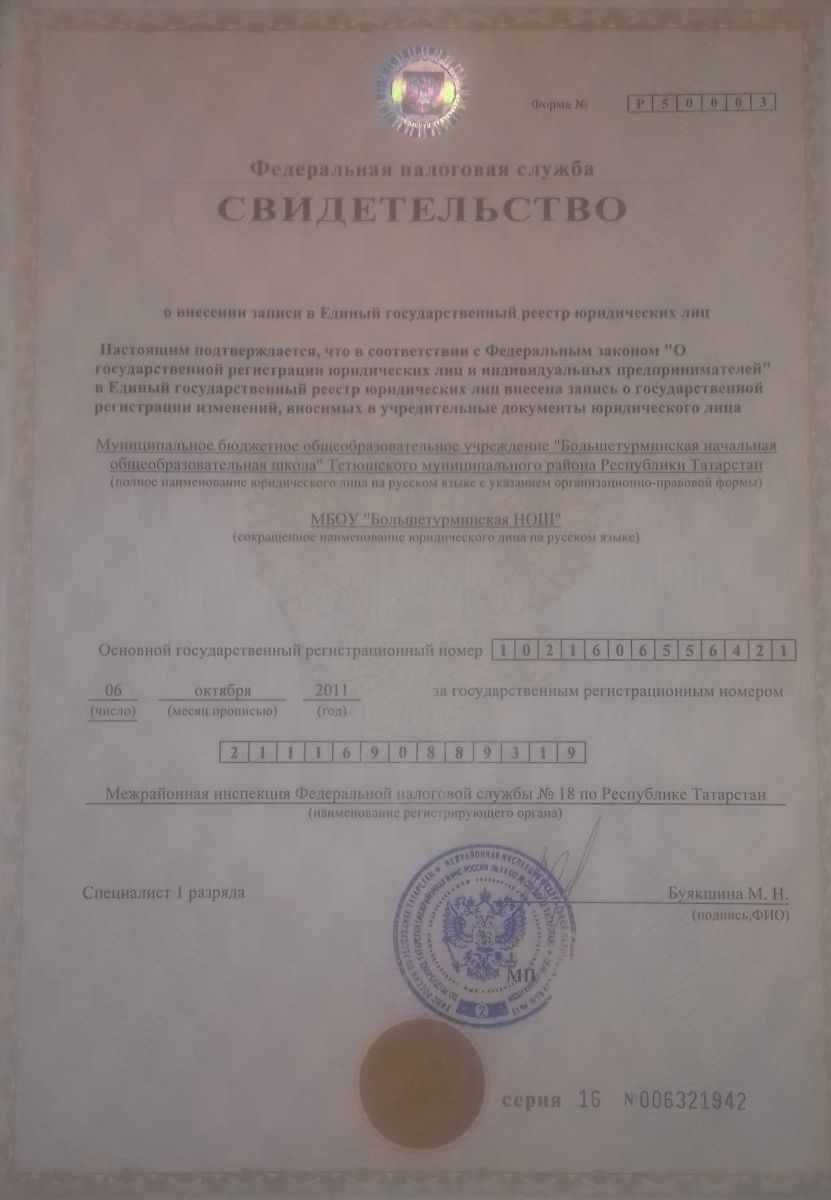 Форма № Р50003
Федеральная налоговая служба
СВИДЕТЕЛЬСТВО
о внесении записи в Единый государственный реестр юридических лиц
Настоящим подтверждается, что в соответствии с Федеральным законом "О
государственной регистрации юридических лиц и индивидуальных предпринимателей"
в Единый государственный реестр юридических лиц внесена запись о государственной
регистрации изменений, вносимых в учредительные документы юридического лица
Муниципальное бюджетное общеобразовательное учреждение "Большетурминская начальная
общеобразовательная школа" Тетюшского муниципального района Республики Татарстан
(полное наименование юридического лица на русском языке с указанием организационно-правовой формы)
МБОУ "Большетурминская НОШ"
(сокращенное наименование юридического лица на русском языке)
Основной государственный регистрационный номер 1021606556421
06 октября 2011 за государственным регистрационным номером
(число) (месяц прописью) (год)
2111690889319
Межрайонная инспекция Федеральной налоговой службы № 18 по Республике Татарстан
(наименование регистрирующего органа)
Специалист 1 разряда Буякшина М. Н.
(подпись,ФИО)
МП
2
серия 16 №006321942